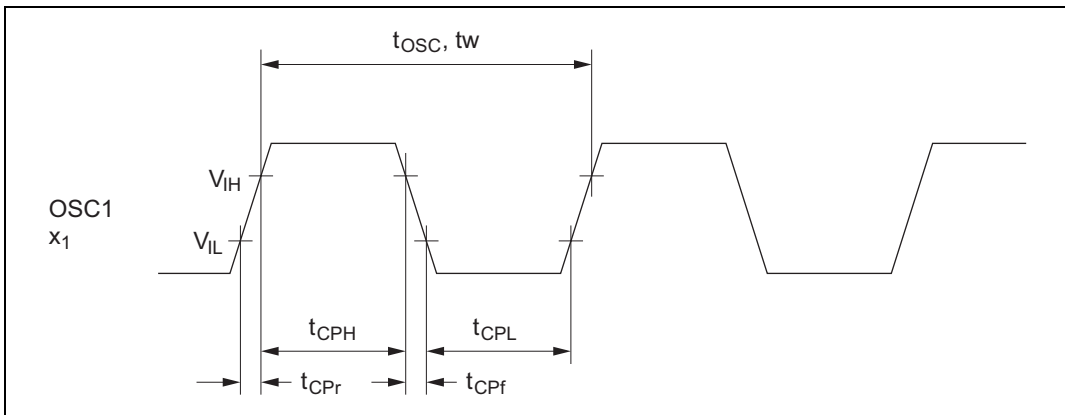 tOSC, tw
VIH
OSC1
x1
VIL
tCPH
tCPL
tCPr
tCPf